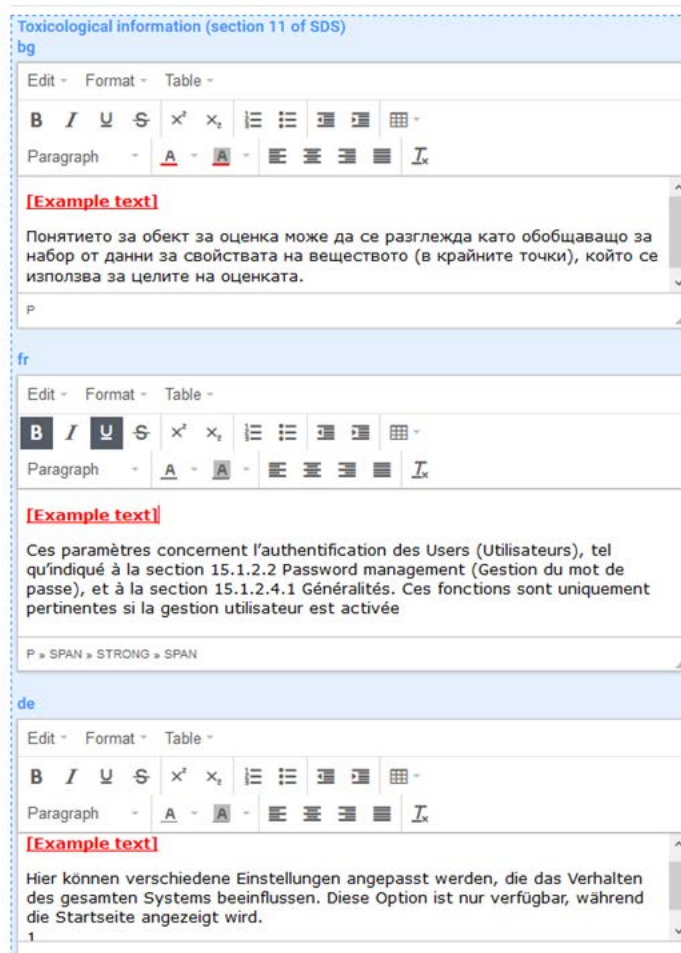 Toxicological information (section 11 of SDS)
bg
Edit Format Table
B I U S x² x₂
Paragraph A A Tx
[Example text]
Понятието за обект за оценка може да се разглежда като обобщаващо за
набор от данни за свойствата на веществото (в крайните точки), който се
използва за целите на оценката.
P
fr
Edit Format Table
B I U S x² x₂
Paragraph A A Tx
[Example text]
Ces paramètres concernent l'authentification des Users (Utilisateurs), tel
qu'indiqué à la section 15.1.2.2 Password management (Gestion du mot de
passe), et à la section 15.1.2.4.1 Généralités. Ces fonctions sont uniquement
pertinentes si la gestion utilisateur est activée
P » SPAN » STRONG » SPAN
de
Edit Format Table
B I U S x² x₂
Paragraph A A Tx
[Example text]
Hier können verschiedene Einstellungen angepasst werden, die das Verhalten
des gesamten Systems beeinflussen. Diese Option ist nur verfügbar, während
die Startseite angezeigt wird.
1